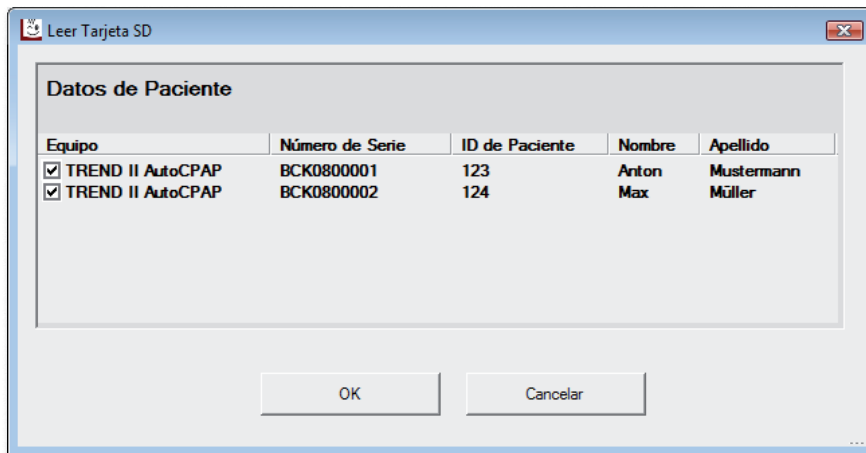 Leer Tarjeta SD
Datos de Paciente
Equipo Número de Serie ID de Paciente Nombre Apellido
TREND II AutoCPAP BCK0800001 123 Anton Mustermann
TREND II AutoCPAP BCK0800002 124 Max Müller
OK Cancelar